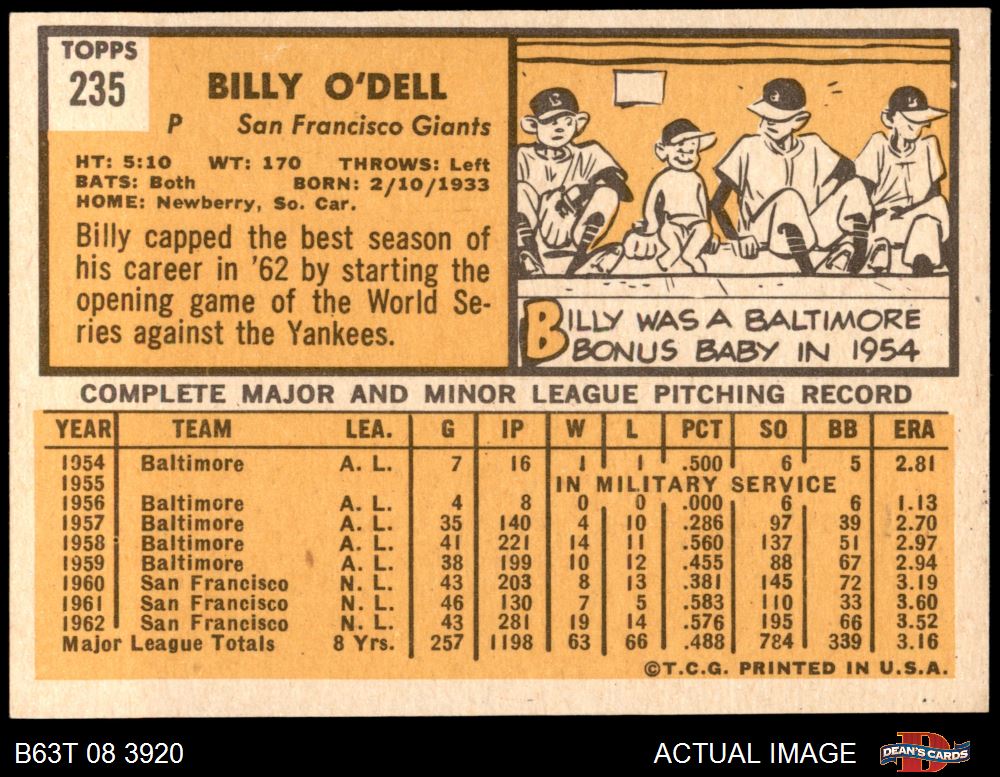 TOPPS
235
BILLY O'DELL
P San Francisco Giants
HT: 5:10 WT: 170 THROWS: Left
BATS: Both BORN: 2/10/1933
HOME: Newberry, So. Car.
Billy capped the best season of
his career in '62 by starting the
opening game of the World Se-
ries against the Yankees.
B B
BILLY WAS A BALTIMORE
BONUS BABY IN 1954
COMPLETE MAJOR AND MINOR LEAGUE PITCHING RECORD
YEAR TEAM LEA. G IP W L PCT SO BB ERA
1954 Baltimore A. L. 7 16 1 1 .500 6 5 2.81
1955 IN MILITARY SERVICE
1956 Baltimore A. L. 4 8 0 0 .000 6 6 1.13
1957 Baltimore A. L. 35 140 4 10 .286 97 39 2.70
1958 Baltimore A. L. 41 221 14 11 .560 137 51 2.97
1959 Baltimore A. L. 38 199 10 12 .455 88 67 2.94
1960 San Francisco N. L. 43 203 8 13 .381 145 72 3.19
1961 San Francisco N. L. 46 130 7 5 .583 110 33 3.60
1962 San Francisco N. L. 43 281 19 14 .576 195 66 3.52
Major League Totals 8 Yrs. 257 1198 63 66 .488 784 339 3.16
©T.C.G. PRINTED IN U.S.A.
B63T 08 3920 ACTUAL IMAGE DEAN'S CARDS